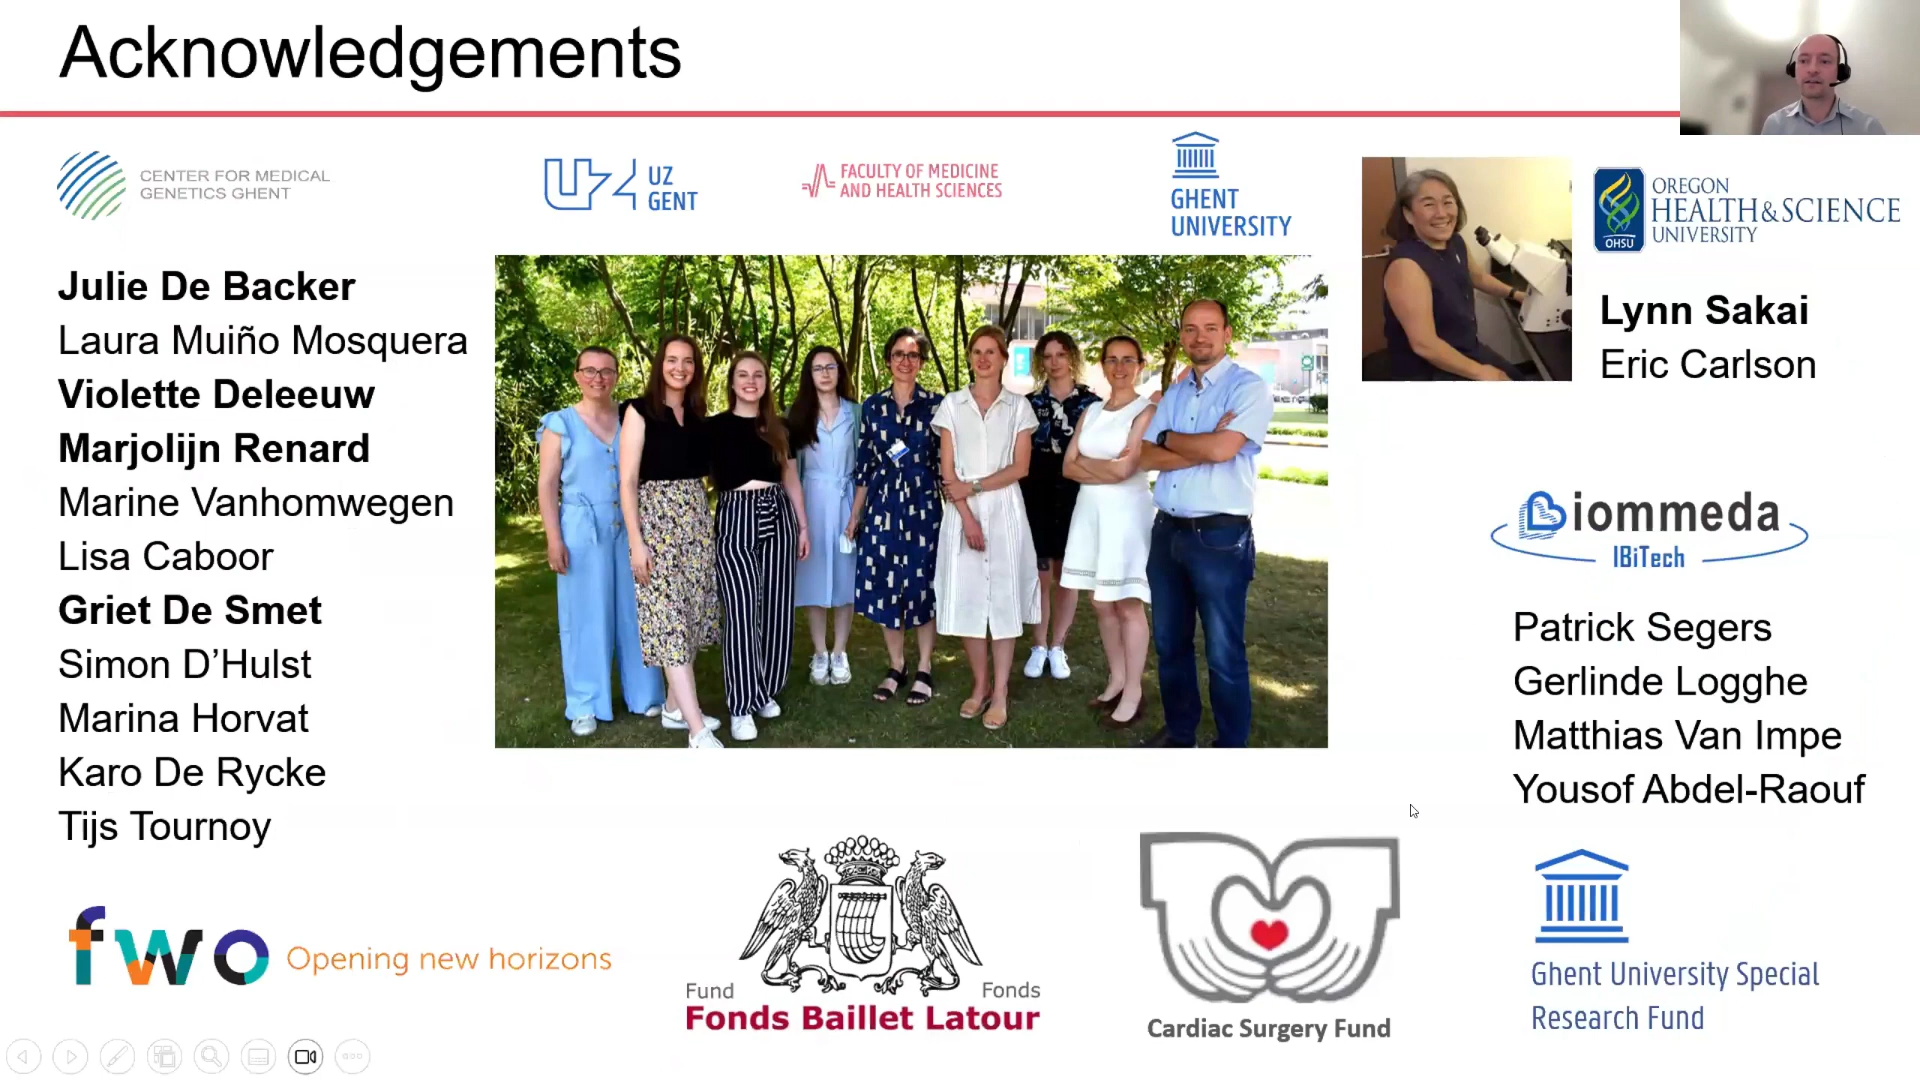 Acknowledgements
CENTER FOR MEDICAL
GENETICS GHENT
UZ
GENT
FACULTY OF MEDICINE
AND HEALTH SCIENCES
GHENT
UNIVERSITY
OREGON
HEALTH&SCIENCE
UNIVERSITY
OHSU
Julie De Backer
Laura Muiño Mosquera
Violette Deleeuw
Marjolijn Renard
Marine Vanhomwegen
Lisa Caboor
Griet De Smet
Simon D’Hulst
Marina Horvat
Karo De Rycke
Tijs Tournoy
Lynn Sakai
Eric Carlson
Biommeda
IBiTech
Patrick Segers
Gerlinde Logghe
Matthias Van Impe
Yousof Abdel-Raouf
fwo Opening new horizons
Fund Fonds
Fonds Baillet Latour
Cardiac Surgery Fund
Ghent University Special
Research Fund